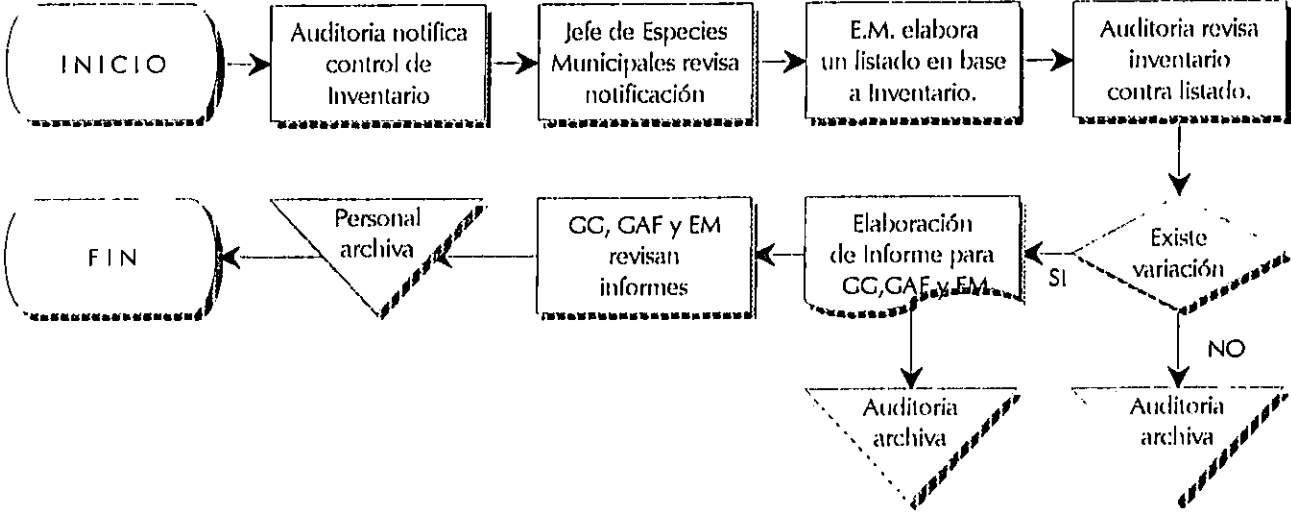 INICIO
Auditoria notifica
control de
Inventario
Jefe de Especies
Municipales revisa
notificación
E.M. elabora
un listado en base
a Inventario.
Auditoria revisa
inventario
contra listado.
Existe
variación
SI
NO
Elaboración
de Informe para
GG,GAF y EM
GG, GAF y EM
revisan
informes
Personal
archiva
FIN
Auditoria
archiva
Auditoria
archiva